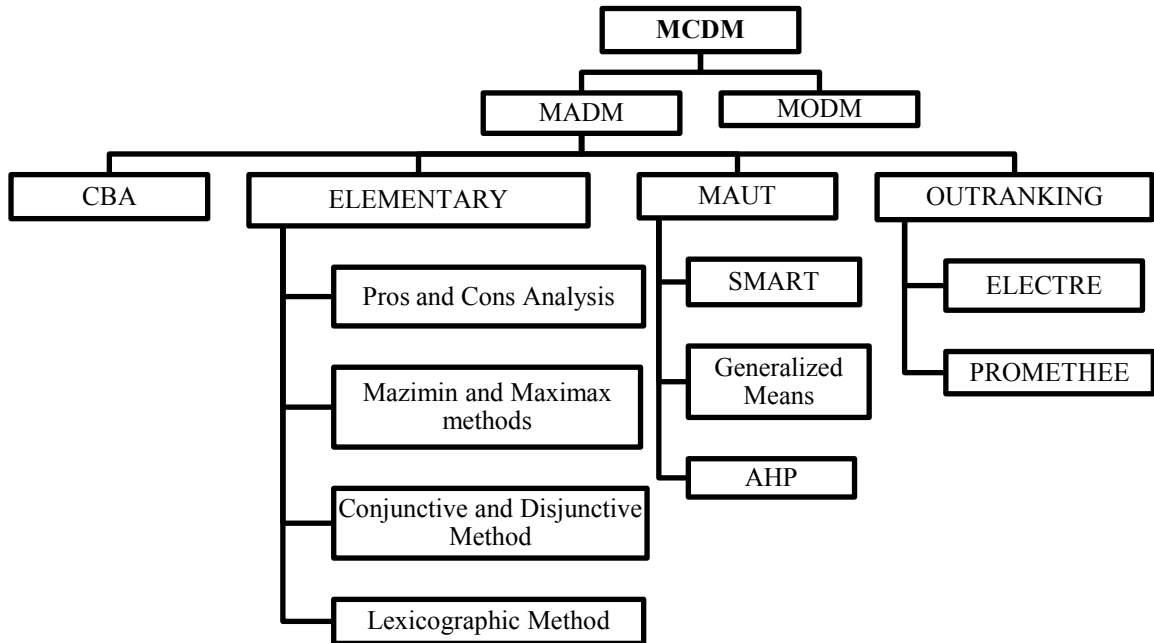 MCDM
MADM
MODM
CBA
ELEMENTARY
MAUT
OUTRANKING
Pros and Cons Analysis
Mazimin and Maximax
methods
Conjunctive and Disjunctive
Method
Lexicographic Method
SMART
Generalized
Means
AHP
ELECTRE
PROMETHEE